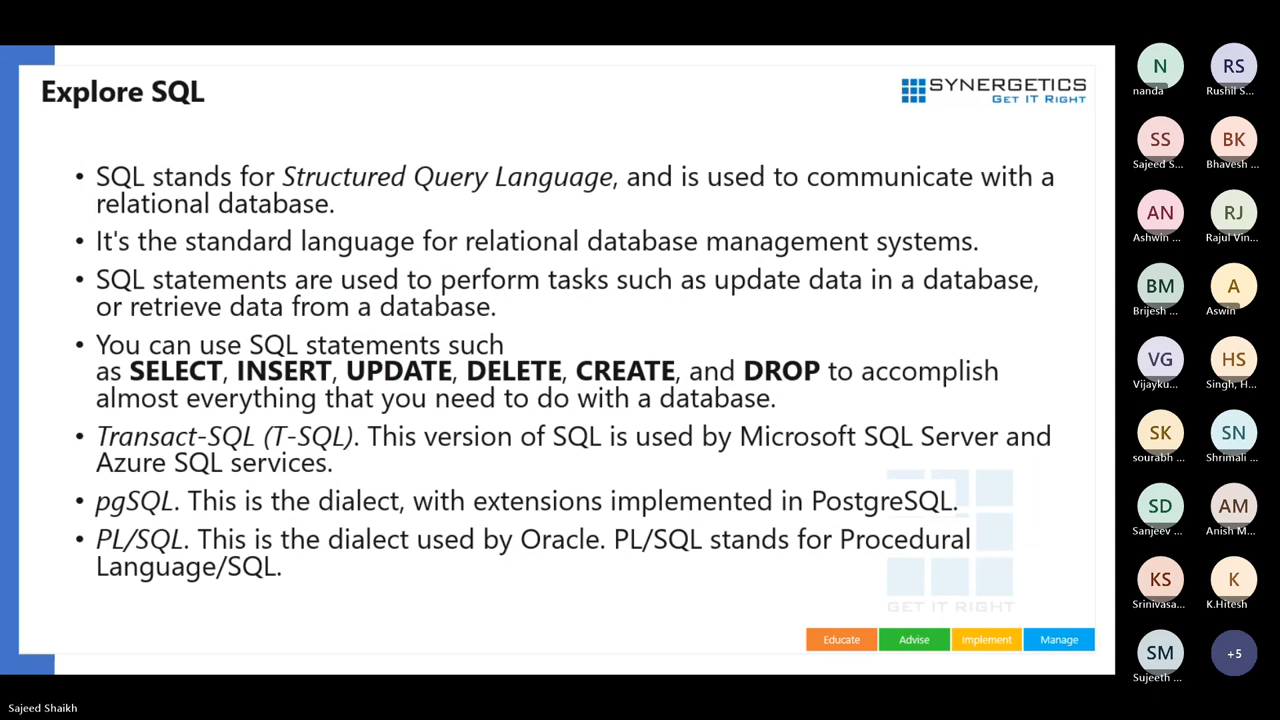 Explore SQL
SYNERGETICS
GET IT RIGHT
• SQL stands for Structured Query Language, and is used to communicate with a
relational database.
• It's the standard language for relational database management systems.
• SQL statements are used to perform tasks such as update data in a database,
or retrieve data from a database.
• You can use SQL statements such
as SELECT, INSERT, UPDATE, DELETE, CREATE, and DROP to accomplish
almost everything that you need to do with a database.
• Transact-SQL (T-SQL). This version of SQL is used by Microsoft SQL Server and
Azure SQL services.
• pgSQL. This is the dialect, with extensions implemented in PostgreSQL.
• PL/SQL. This is the dialect used by Oracle. PL/SQL stands for Procedural
Language/SQL.
GET IT RIGHT
Educate Advise Implement Manage
N RS
nanda Rushil S...
SS BK
Sajeed S... Bhavesh ...
AN RJ
Ashwin ... Rajul Vin...
BM A
Brijesh ... Aswin
VG HS
Vijayku... Singh, H...
SK SN
sourabh ... Shrimali ...
SD AM
Sanjeev ... Anish M...
KS K
Srinivasa... K.Hitesh
SM +5
Sujeeth ...
Sajeed Shaikh